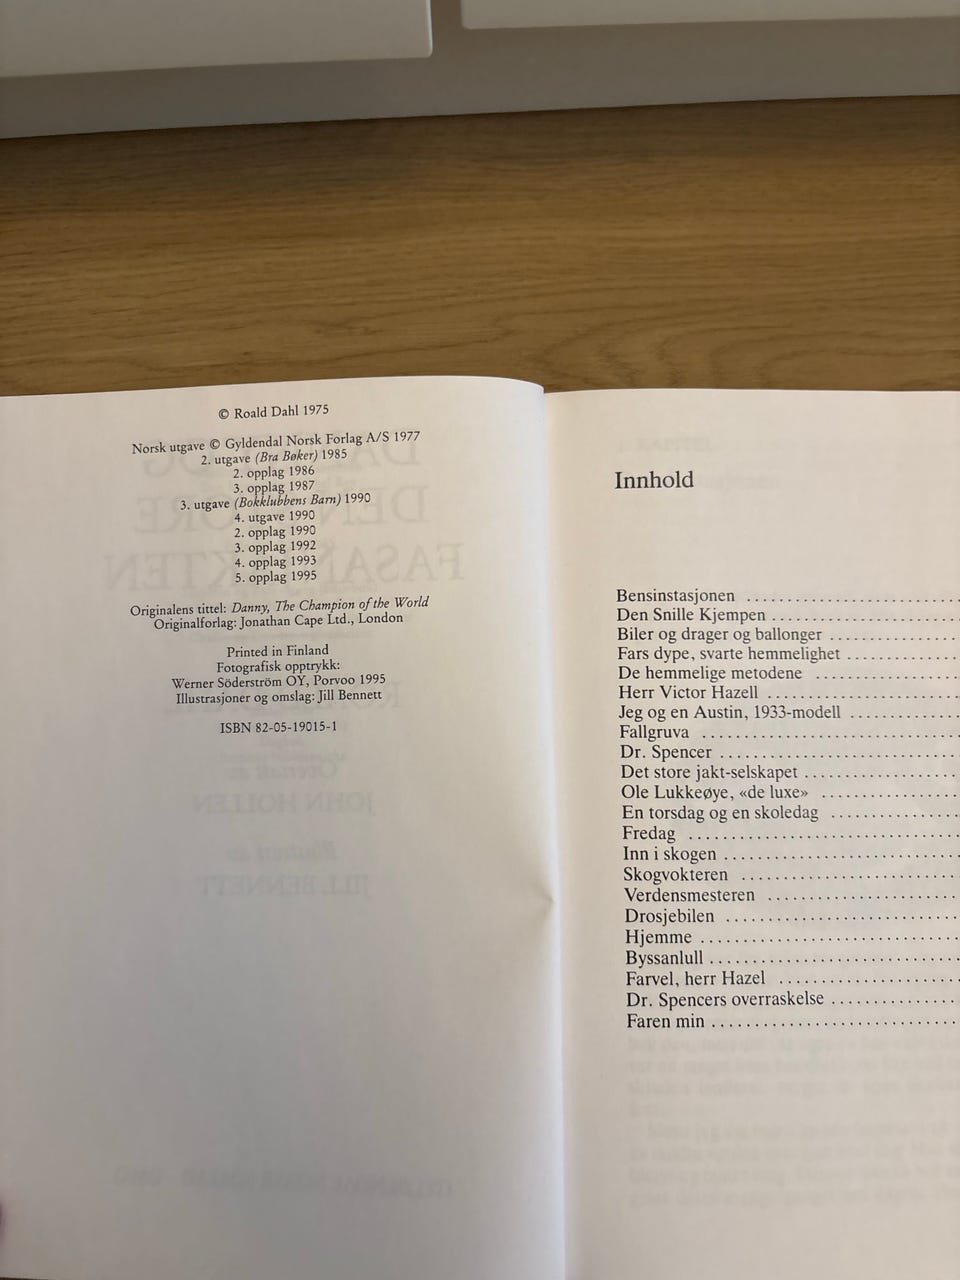 © Roald Dahl 1975
Norsk utgave © Gyldendal Norsk Forlag A/S 1977
2. utgave (Bra Bøker) 1985
2. opplag 1986
3. opplag 1987
3. utgave (Bokklubbens Barn) 1990
4. utgave 1990
2. opplag 1990
3. opplag 1992
4. opplag 1993
5. opplag 1995
Originalens tittel: Danny, The Champion of the World
Originalforlag: Jonathan Cape Ltd., London
Printed in Finland
Fotografisk opptrykk:
Werner Söderström OY, Porvoo 1995
Illustrasjoner og omslag: Jill Bennett
ISBN 82-05-19015-1
Innhold
Bensinstasjonen
Den Snille Kjempen
Biler og drager og ballonger
Fars dype, svarte hemmelighet
De hemmelige metodene
Herr Victor Hazell
Jeg og en Austin, 1933-modell
Fallgruva
Dr. Spencer
Det store jakt-selskapet
Ole Lukkeøye, «de luxe»
En torsdag og en skoledag
Fredag
Inn i skogen
Skogvokteren
Verdensmesteren
Drosjebilen
Hjemme
Byssanlull
Farvel, herr Hazel
Dr. Spencers overraskelse
Faren min